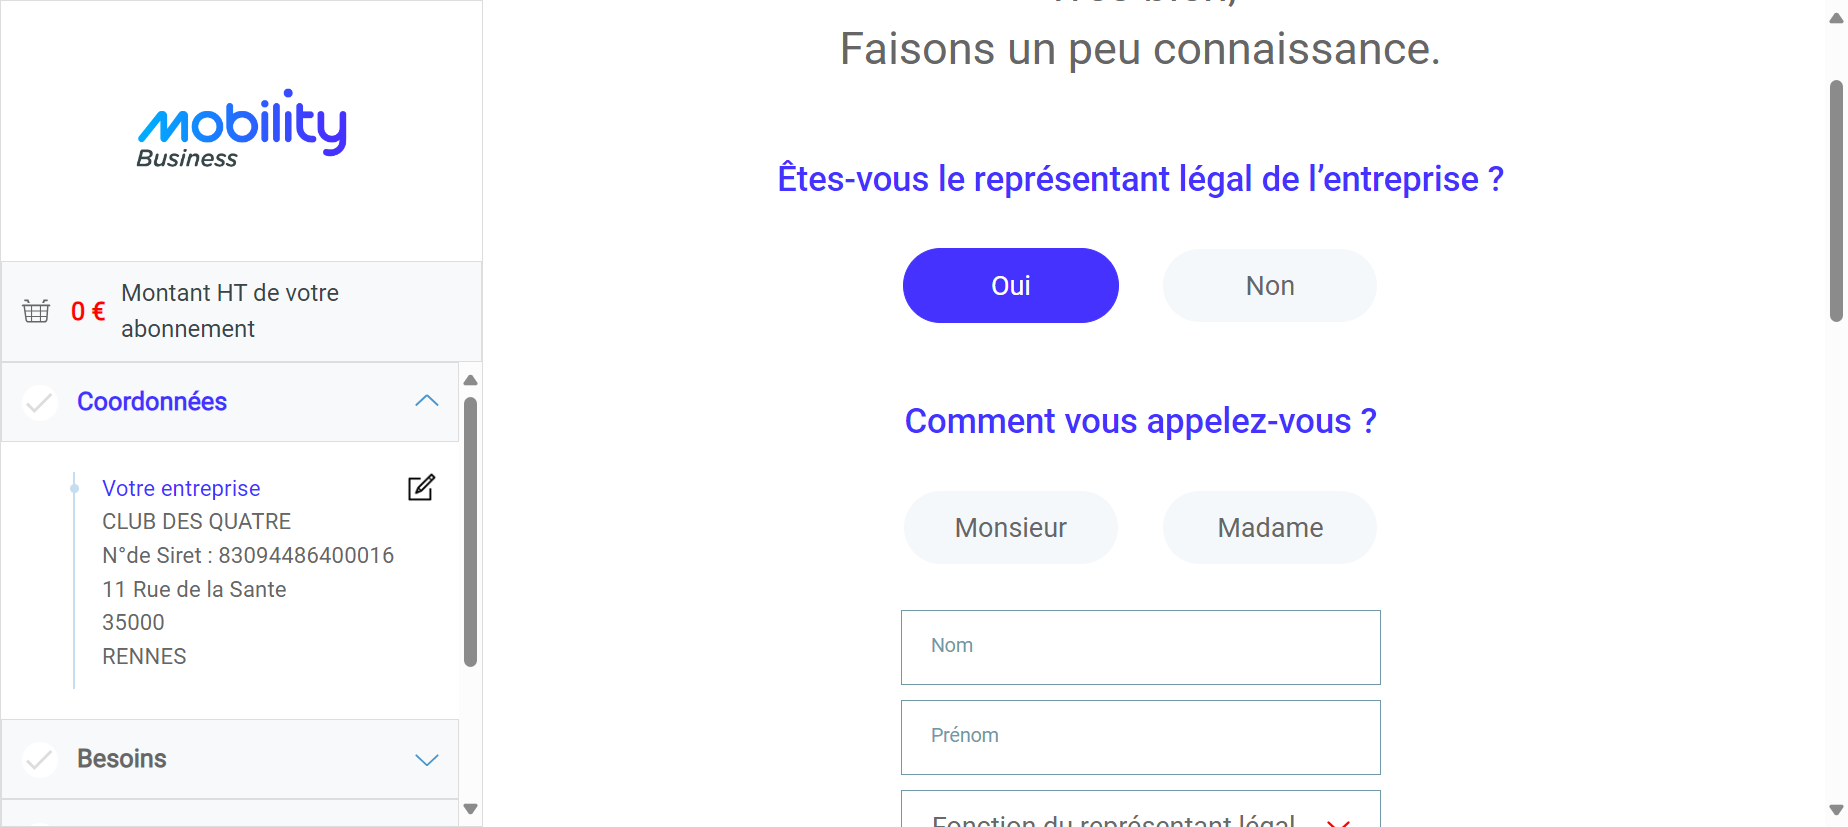 mobility
Business
0 €
Montant HT de votre
abonnement
Coordonnées
Votre entreprise
CLUB DES QUATRE
N°de Siret : 83094486400016
11 Rue de la Sante
35000
RENNES
Besoins
Faisons un peu connaissance.
Êtes-vous le représentant légal de l’entreprise ?
Oui
Non
Comment vous appelez-vous ?
Monsieur
Madame
Nom
Prénom
Fonction du représentant légal